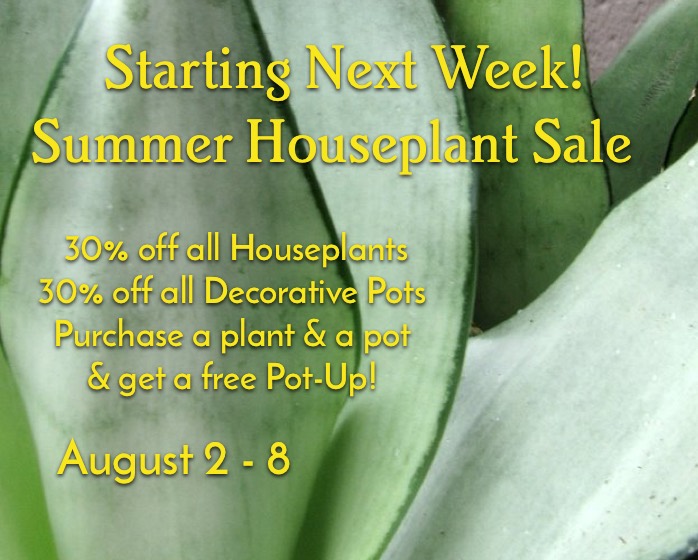 Starting Next Week!
Summer Houseplant Sale
30% off all Houseplants
30% off all Decorative Pots
Purchase a plant & a pot
& get a free Pot-Up!
August 2 - 8